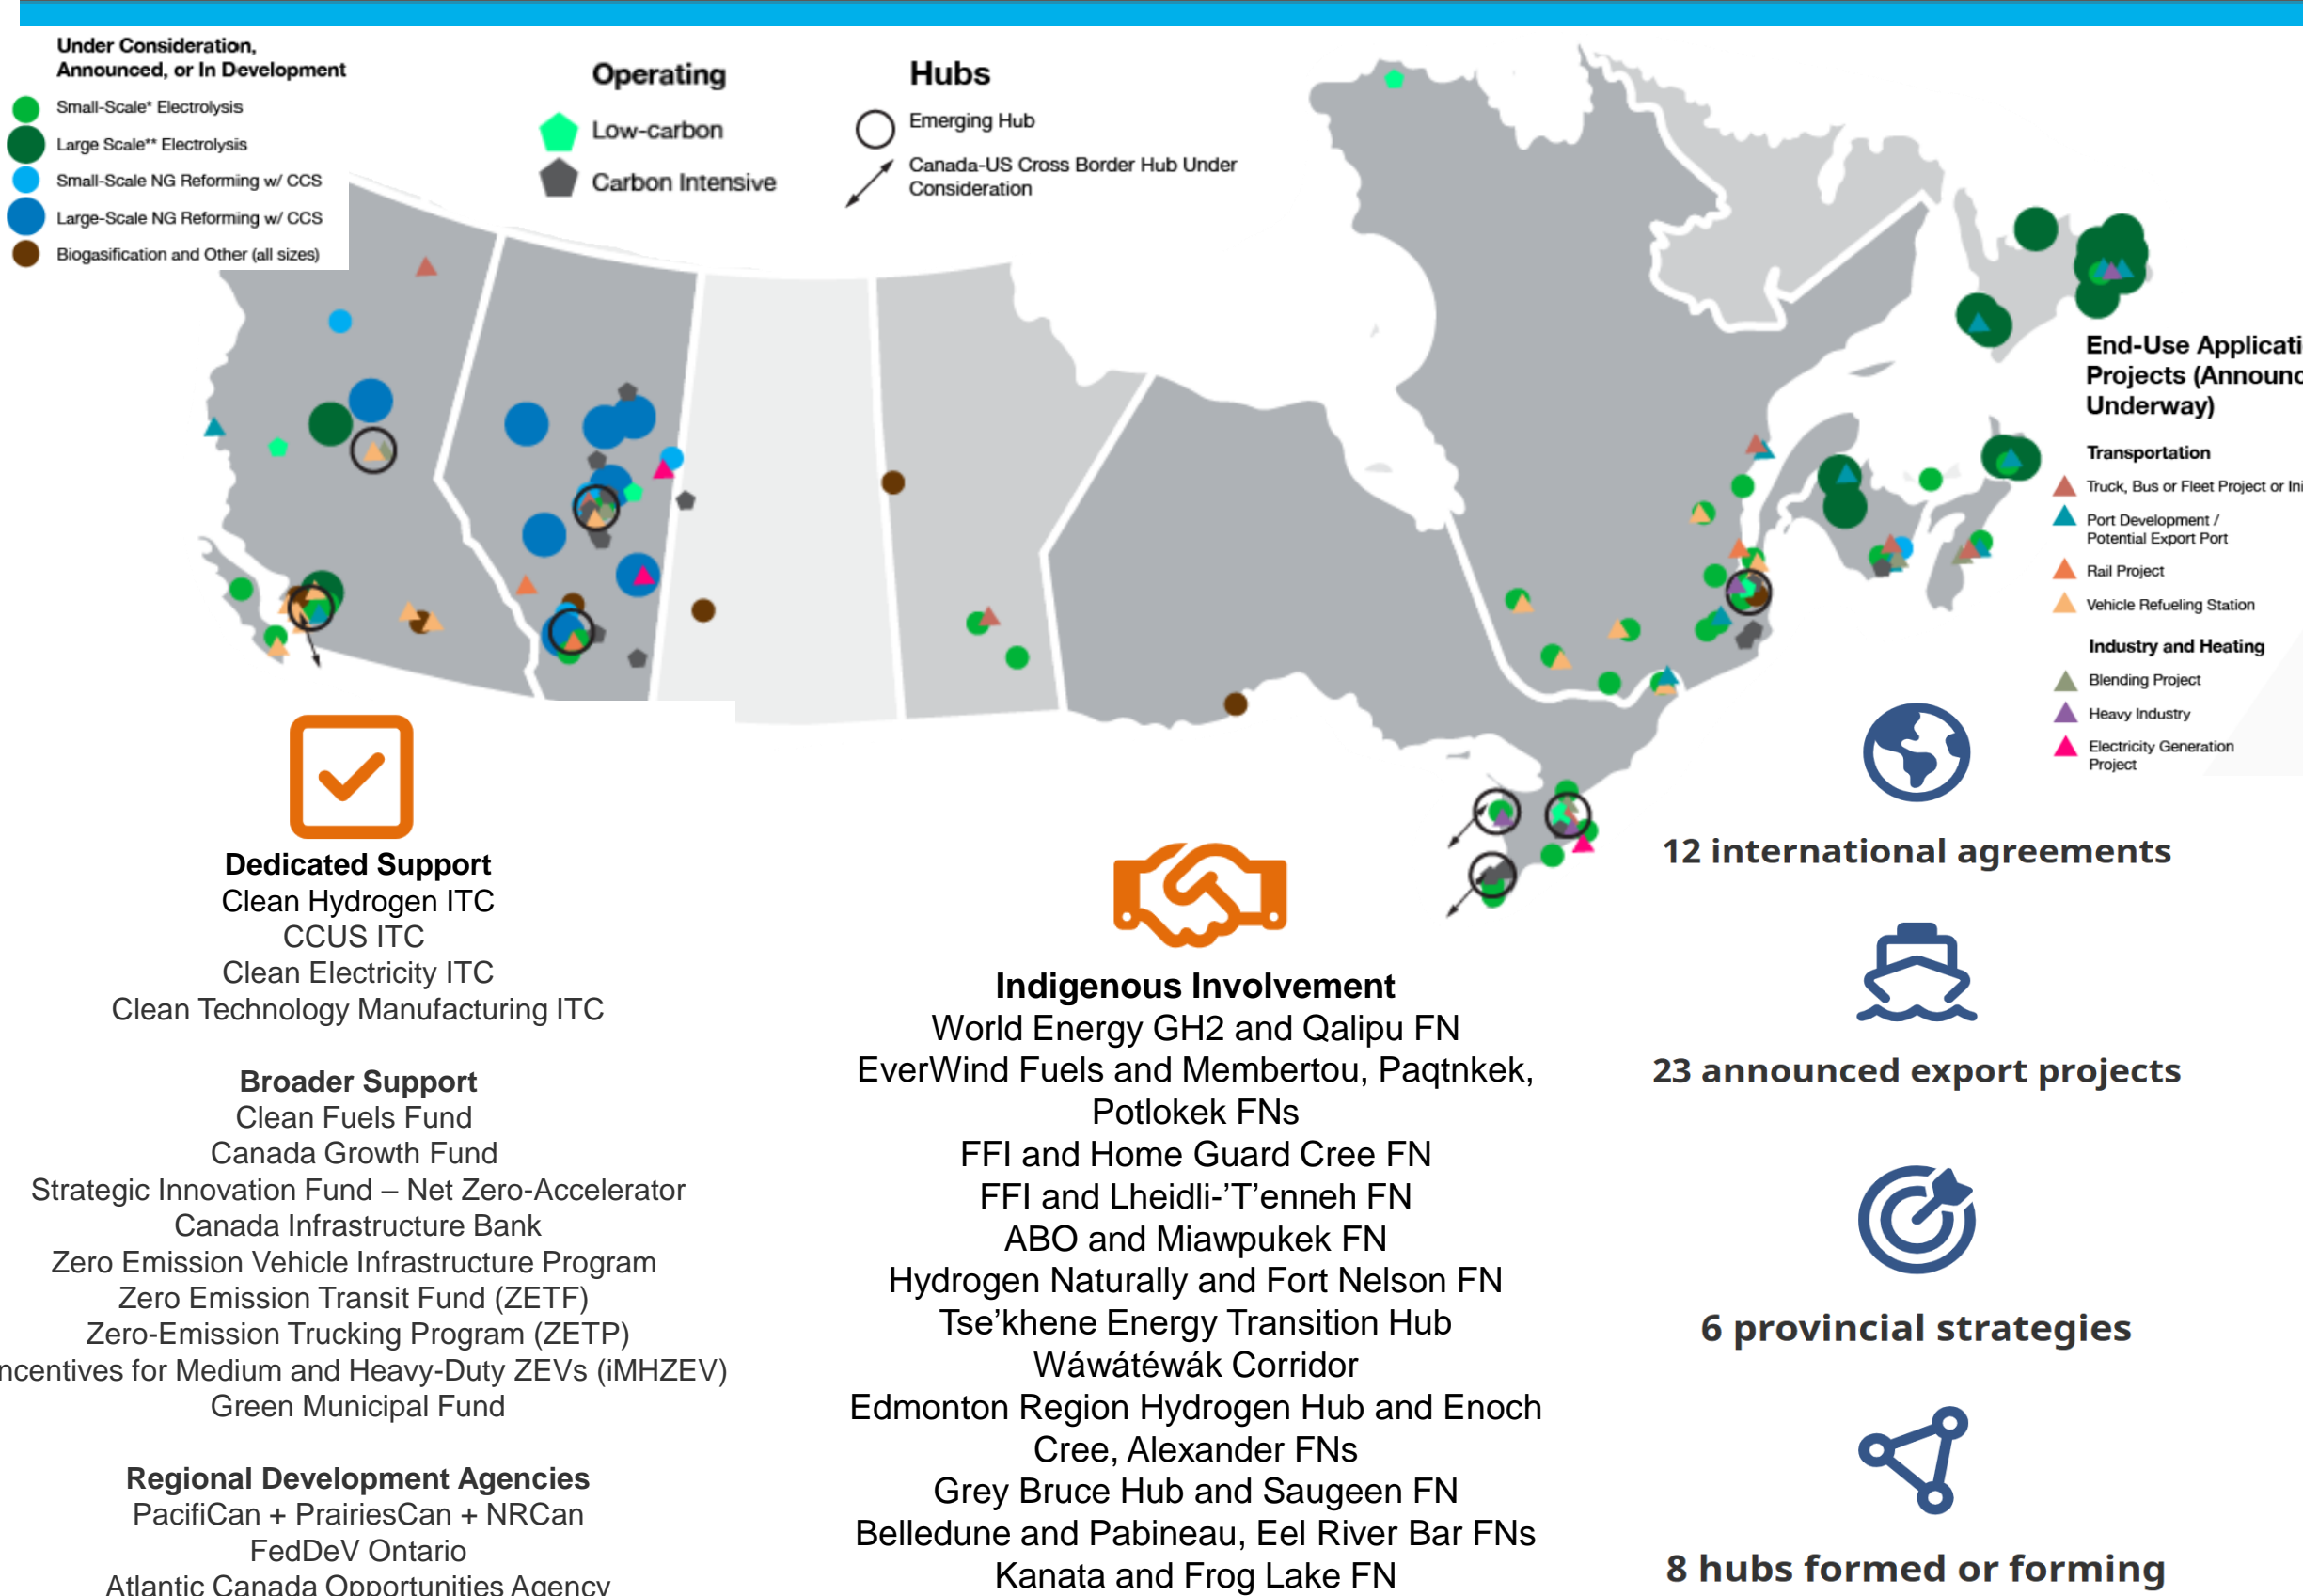 Under Consideration,
Announced, or In Development
Small-Scale* Electrolysis
Large Scale** Electrolysis
Small-Scale NG Reforming w/ CCS
Large-Scale NG Reforming w/ CCS
Biogasification and Other (all sizes)
Operating
Low-carbon
Carbon Intensive
Hubs
Emerging Hub
Canada-US Cross Border Hub Under
Consideration
End-Use Applicati
Projects (Announc
Underway)
Transportation
Truck, Bus or Fleet Project or Ini
Port Development /
Potential Export Port
Rail Project
Vehicle Refueling Station
Industry and Heating
Blending Project
Heavy Industry
Electricity Generation
Project
Dedicated Support
Clean Hydrogen ITC
CCUS ITC
Clean Electricity ITC
Clean Technology Manufacturing ITC
Broader Support
Clean Fuels Fund
Canada Growth Fund
Strategic Innovation Fund – Net Zero-Accelerator
Canada Infrastructure Bank
Zero Emission Vehicle Infrastructure Program
Zero Emission Transit Fund (ZETF)
Zero-Emission Trucking Program (ZETP)
ncentives for Medium and Heavy-Duty ZEVs (iMHZEV)
Green Municipal Fund
Regional Development Agencies
PacifiCan + PrairiesCan + NRCan
FedDeV Ontario
Atlantic Canada Opportunities Agency
Indigenous Involvement
World Energy GH2 and Qalipu FN
EverWind Fuels and Membertou, Paqtnkek,
Potlokek FNs
FFI and Home Guard Cree FN
FFI and Lheidli-’T’enneh FN
ABO and Miawpukek FN
Hydrogen Naturally and Fort Nelson FN
Tse’khene Energy Transition Hub
Wáwátéwák Corridor
Edmonton Region Hydrogen Hub and Enoch
Cree, Alexander FNs
Grey Bruce Hub and Saugeen FN
Belledune and Pabineau, Eel River Bar FNs
Kanata and Frog Lake FN
12 international agreements
23 announced export projects
6 provincial strategies
8 hubs formed or forming